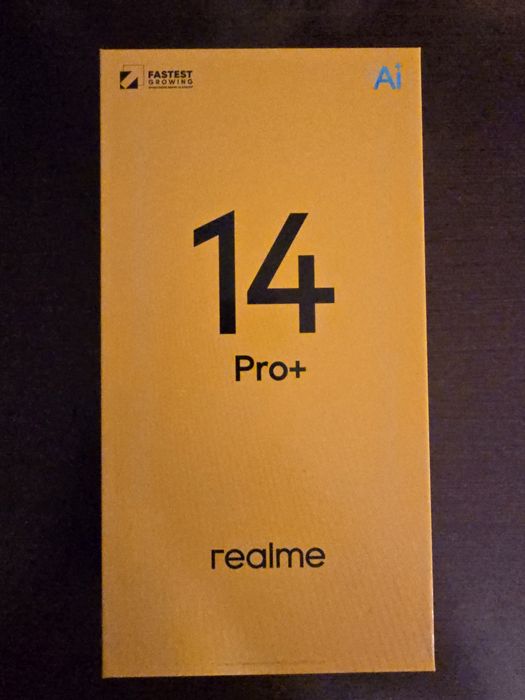 FASTEST
GROWING
Ai
14
Pro+
realme